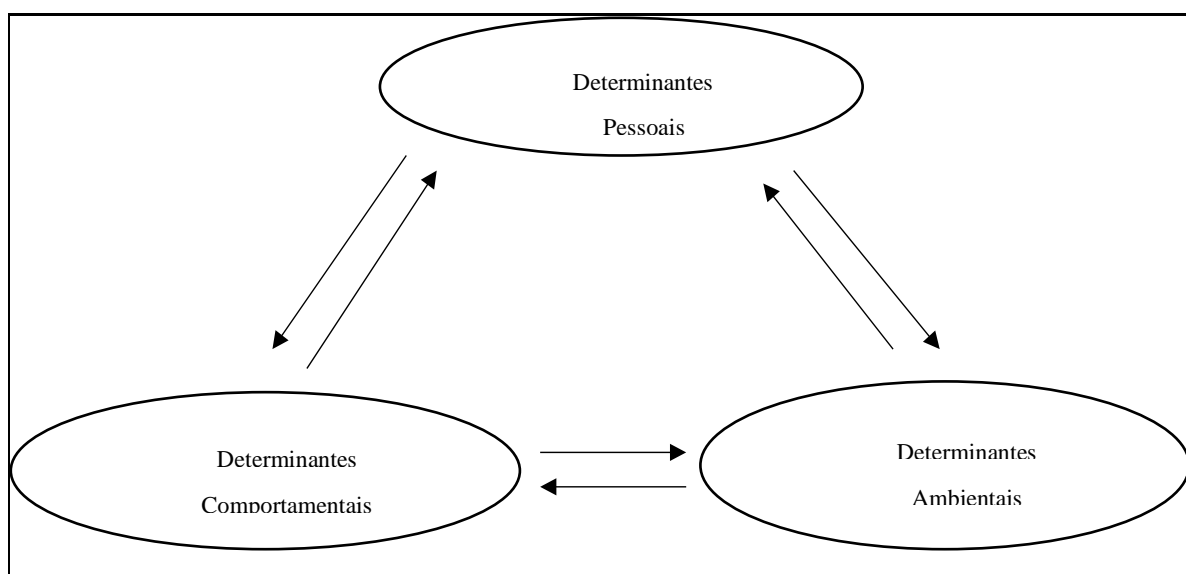 Determinantes
Pessoais
Determinantes
Comportamentais
Determinantes
Ambientais